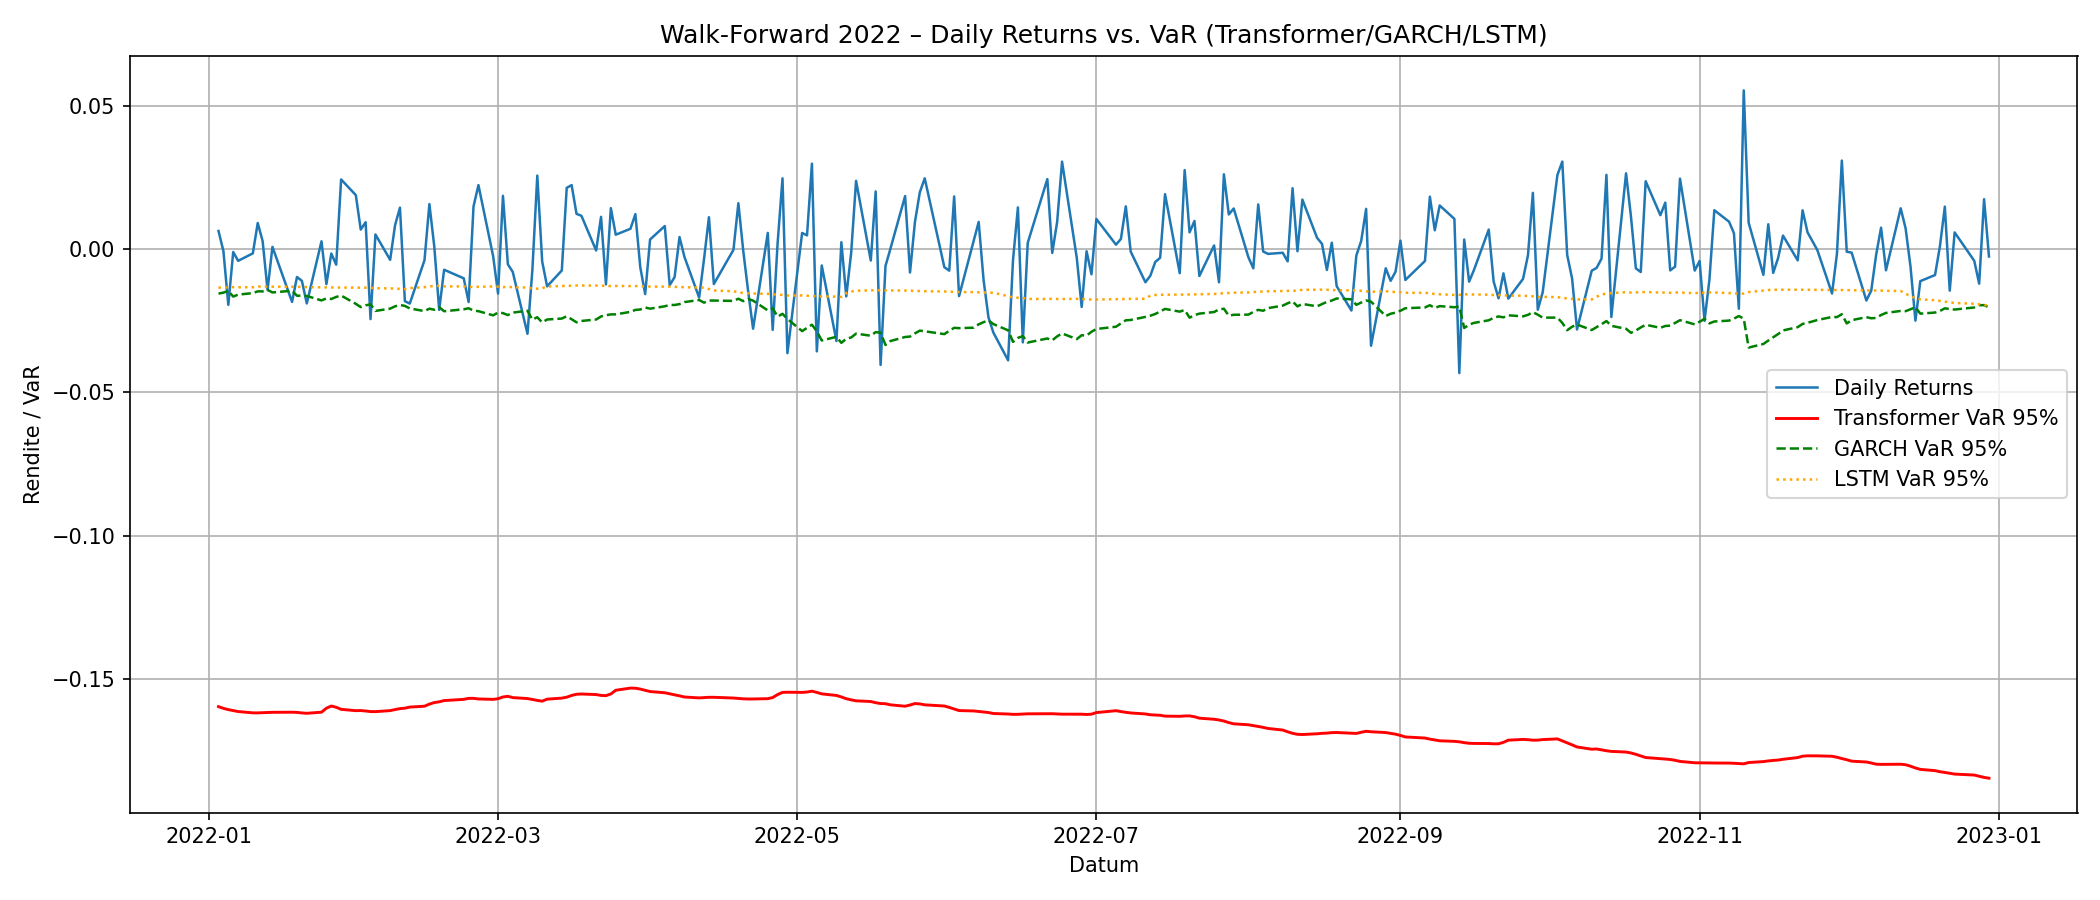 Walk-Forward 2022 – Daily Returns vs. VaR (Transformer/GARCH/LSTM)
0.05
0.00
−0.05
−0.10
−0.15
Rendite / VaR
Daily Returns
Transformer VaR 95%
GARCH VaR 95%
LSTM VaR 95%
2022-01
2022-03
2022-05
2022-07
2022-09
2022-11
2023-01
Datum